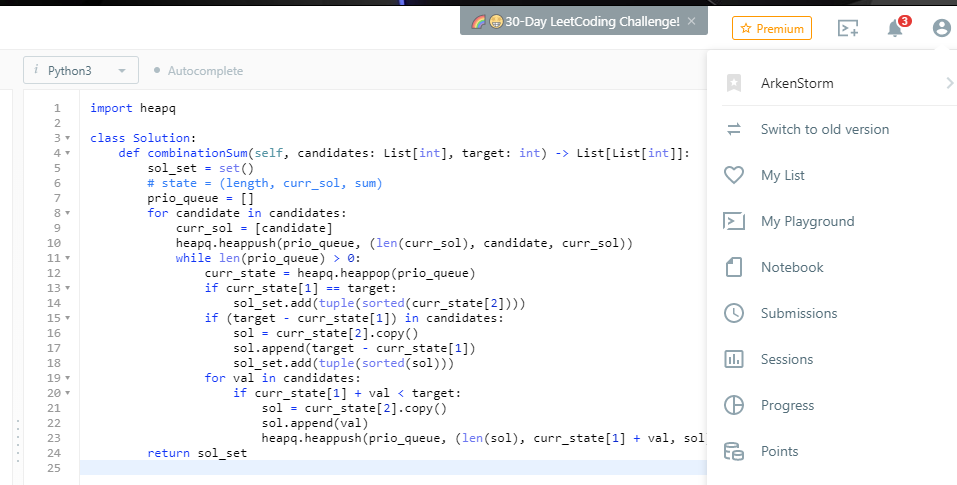 30-Day LeetCoding Challenge! ×
Premium
3
i Python3
Autocomplete
1 import heapq
2
3 class Solution:
4     def combinationSum(self, candidates: List[int], target: int) -> List[List[int]]:
5         sol_set = set()
6         # state = (length, curr_sol, sum)
7         prio_queue = []
8         for candidate in candidates:
9             curr_sol = [candidate]
10             heapq.heappush(prio_queue, (len(curr_sol), candidate, curr_sol))
11             while len(prio_queue) > 0:
12                 curr_state = heapq.heappop(prio_queue)
13                 if curr_state[1] == target:
14                     sol_set.add(tuple(sorted(curr_state[2])))
15                 if (target - curr_state[1]) in candidates:
16                     sol = curr_state[2].copy()
17                     sol.append(target - curr_state[1])
18                     sol_set.add(tuple(sorted(sol)))
19                 for val in candidates:
20                     if curr_state[1] + val < target:
21                         sol = curr_state[2].copy()
22                         sol.append(val)
23                         heapq.heappush(prio_queue, (len(sol), curr_state[1] + val, sol
24         return sol_set
25
ArkenStorm
Switch to old version
My List
My Playground
Notebook
Submissions
Sessions
Progress
Points